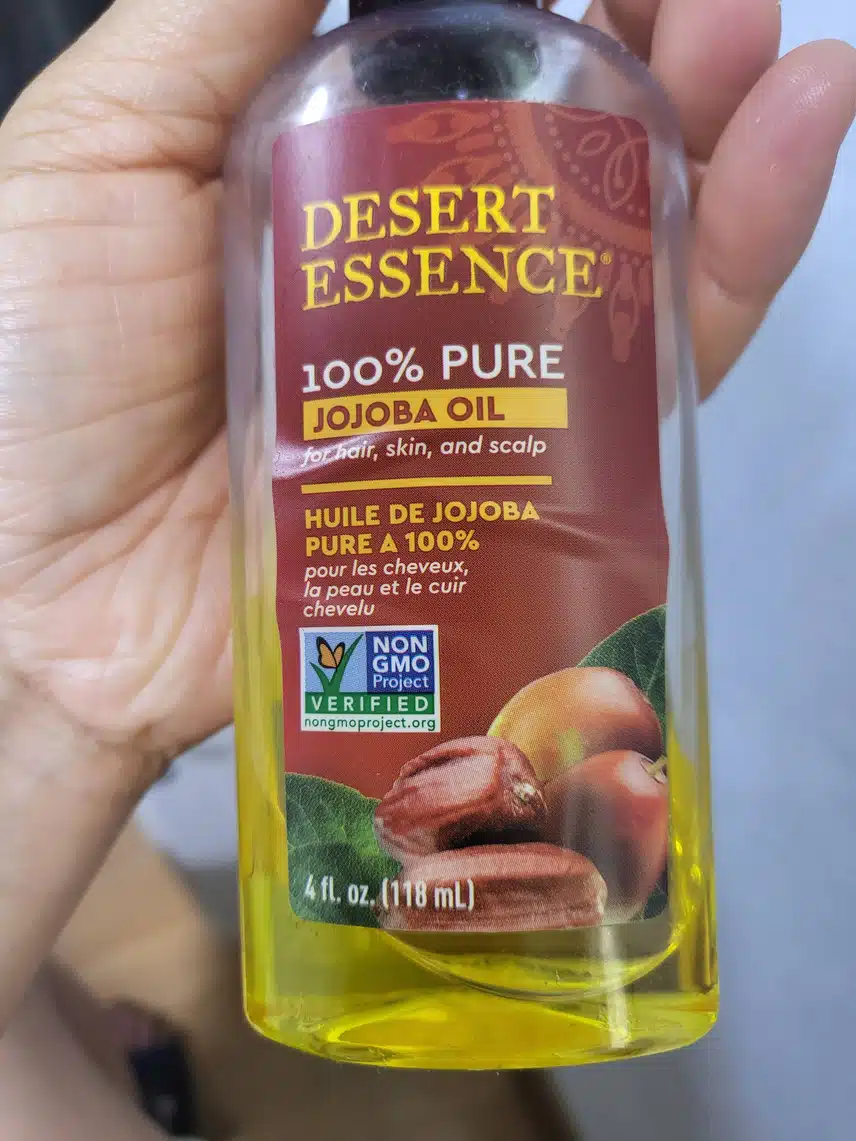 DESERT
ESSENCE®
100% PURE
JOJOBA OIL
for hair, skin, and scalp
HUILE DE JOJOBA
PURE A 100%
pour les cheveux,
la peau et le cuir
chevelu
NON
GMO
Project
VERIFIED
nongmoproject.org
4 fl. oz. (118 mL)